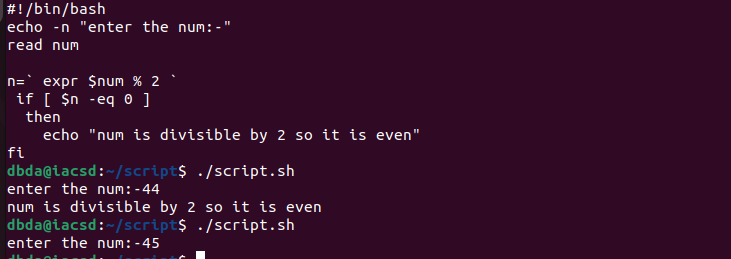 #!/bin/bash
echo -n "enter the num:-"
read num

n=` expr $num % 2 `
 if [ $n -eq 0 ]
  then
    echo "num is divisible by 2 so it is even"
fi
dbda@iacsd:~/script$ ./script.sh
enter the num:-44
num is divisible by 2 so it is even
dbda@iacsd:~/script$ ./script.sh
enter the num:-45
dbda@iacsd:~/script$